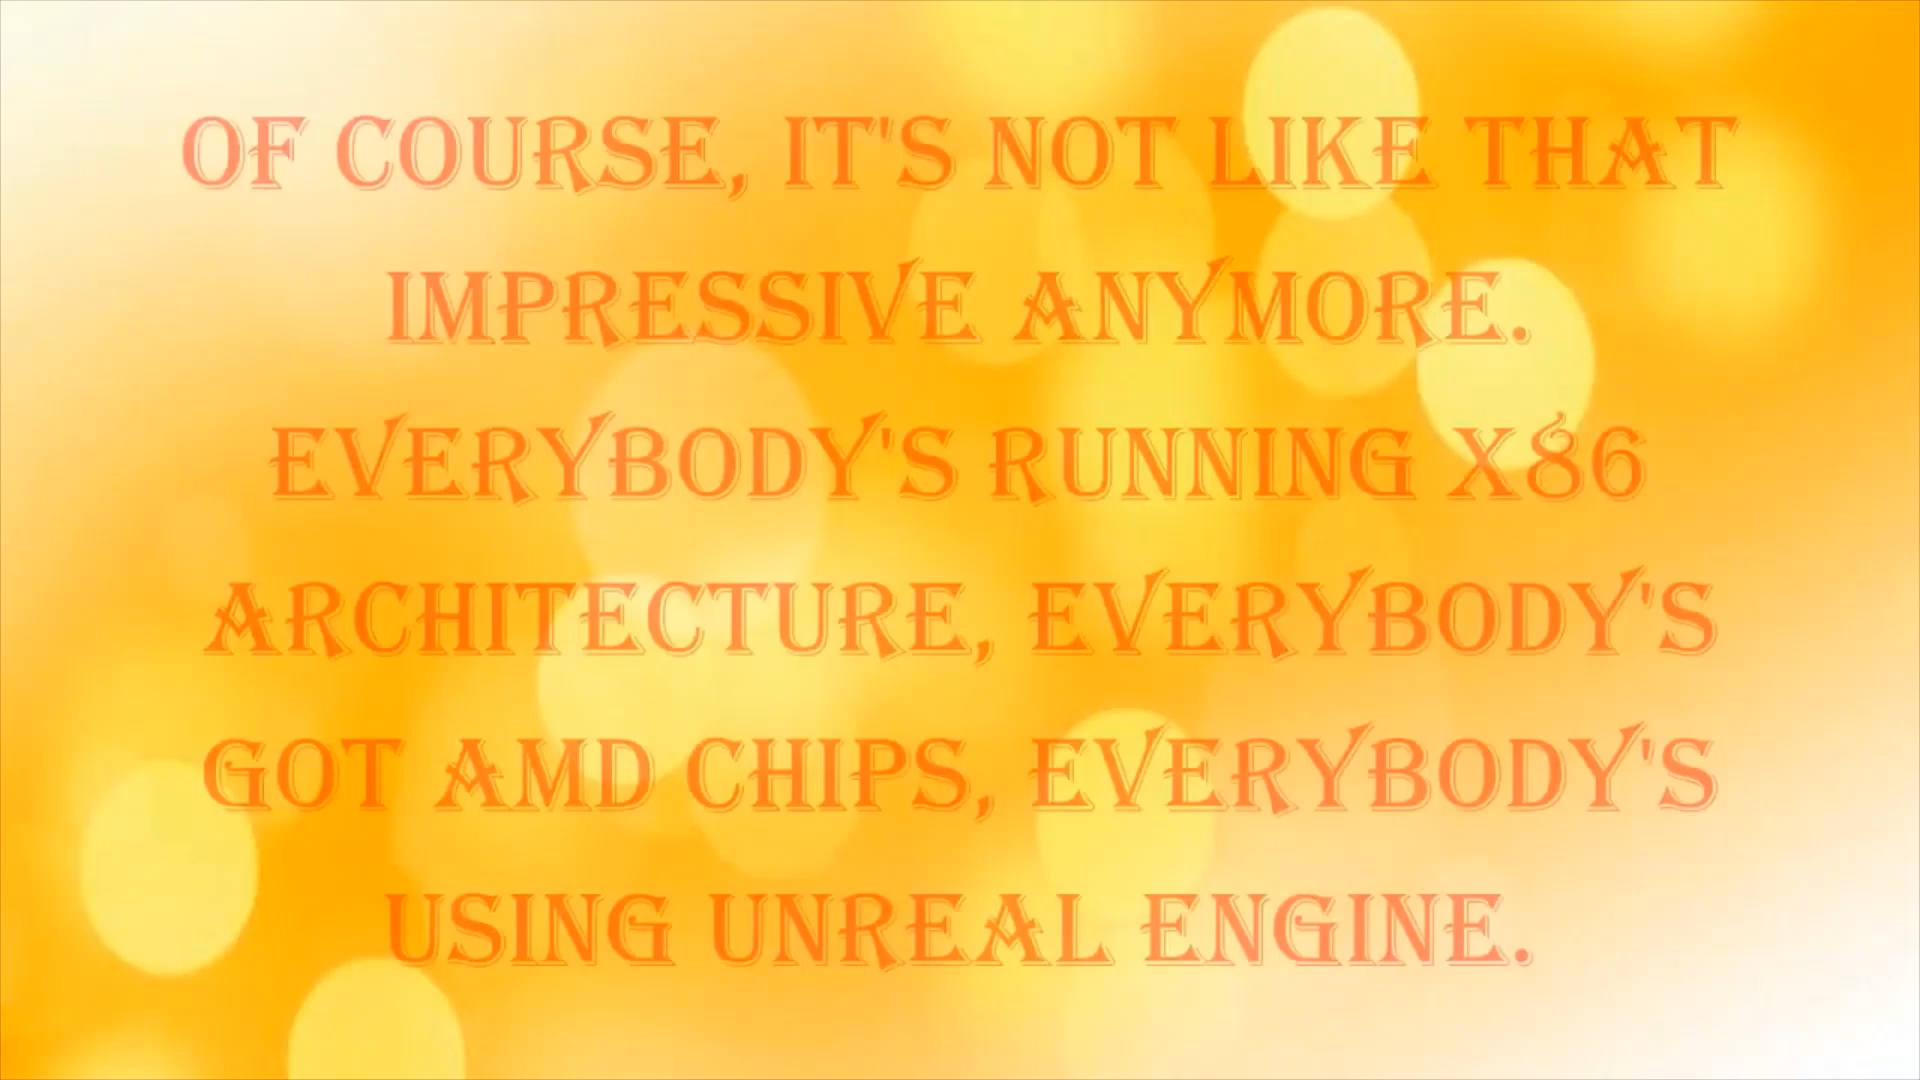 OF COURSE, IT'S NOT LIKE THAT
IMPRESSIVE ANYMORE.
EVERYBODY'S RUNNING X86
ARCHITECTURE, EVERYBODY'S
GOT AMD CHIPS, EVERYBODY'S
USING UNREAL ENGINE.